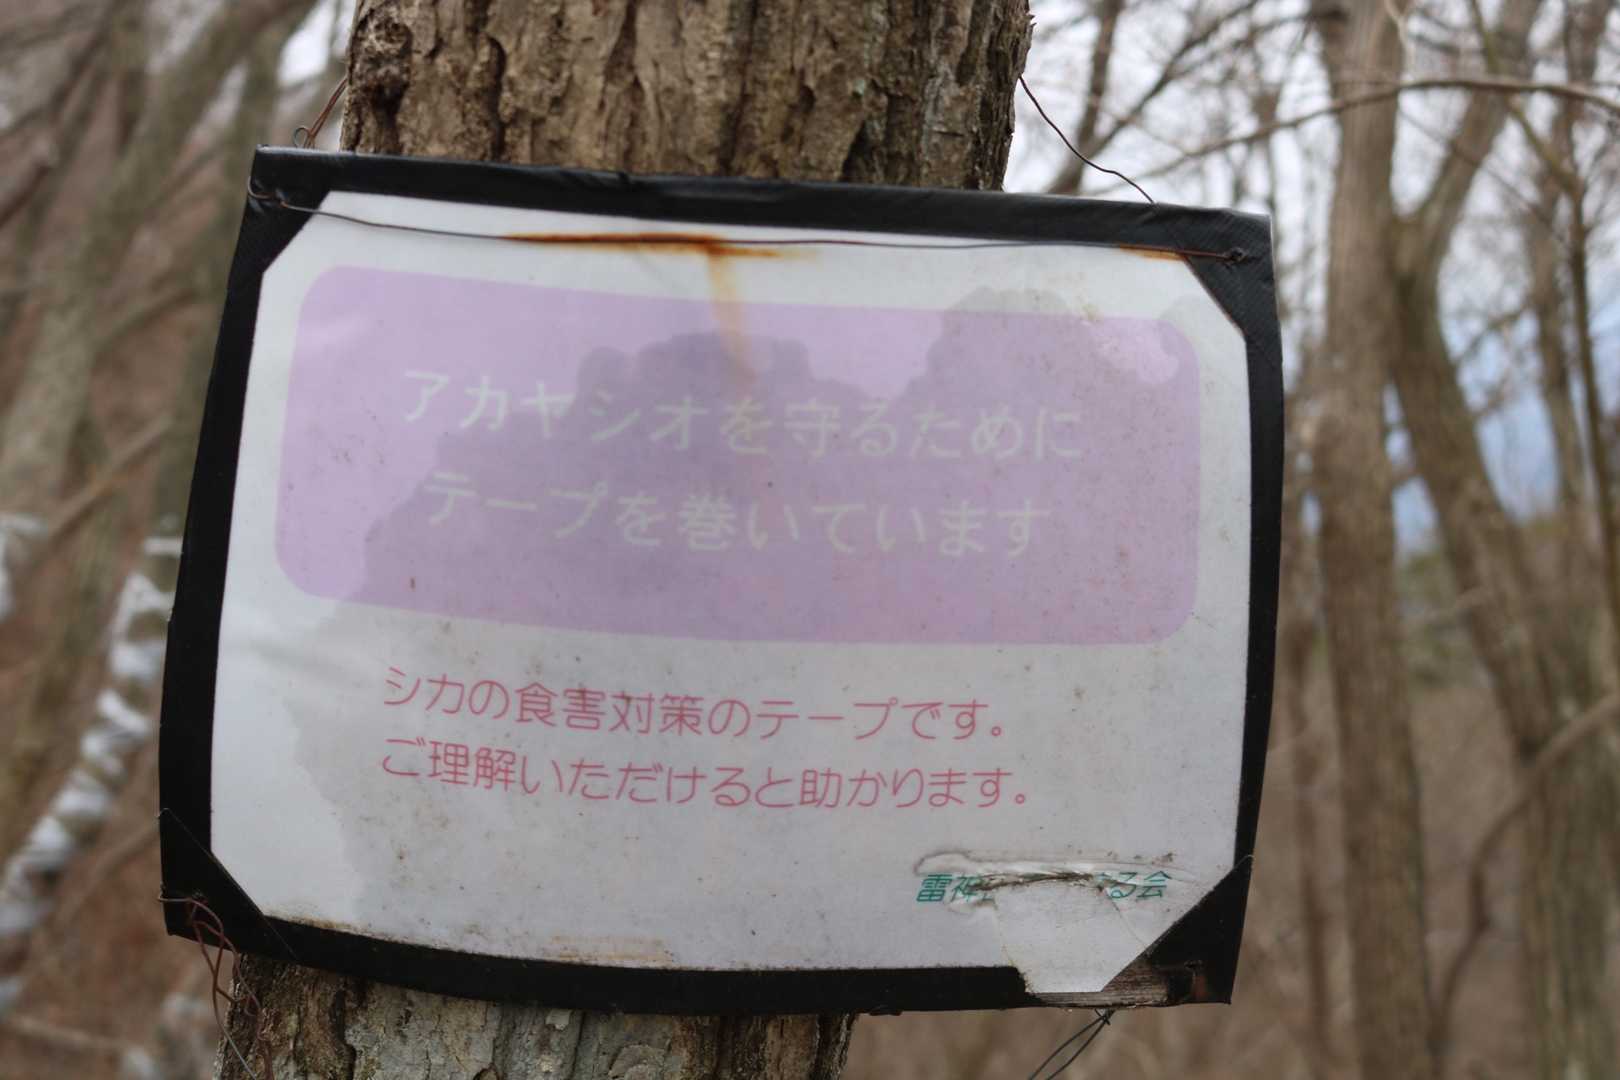 アカヤシオを守るために
テープを巻いています
シカの食害対策のテープです。
ご理解いただけると助かります。
雷神 る会